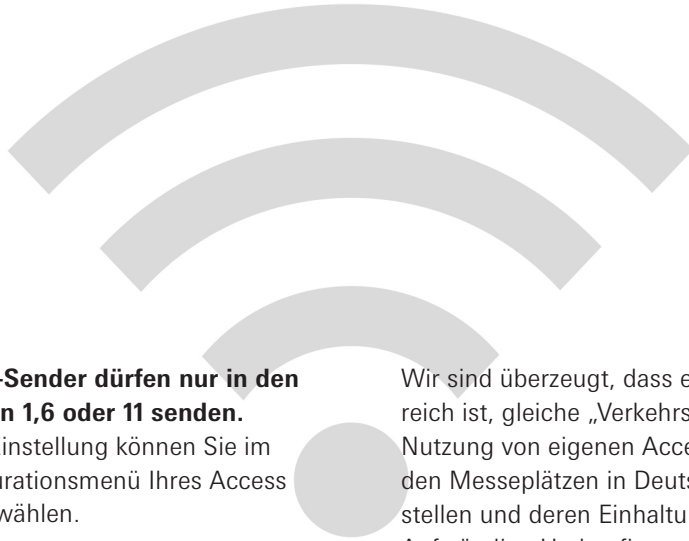 -Sender dürfen nur in den
n 1,6 oder 11 senden.
instellung können Sie im
urationsmenü Ihres Access
wählen.
Wir sind überzeugt, dass e
reich ist, gleiche „Verkehrs
Nutzung von eigenen Acce
den Messeplätzen in Deuts
stellen und deren Einhaltu